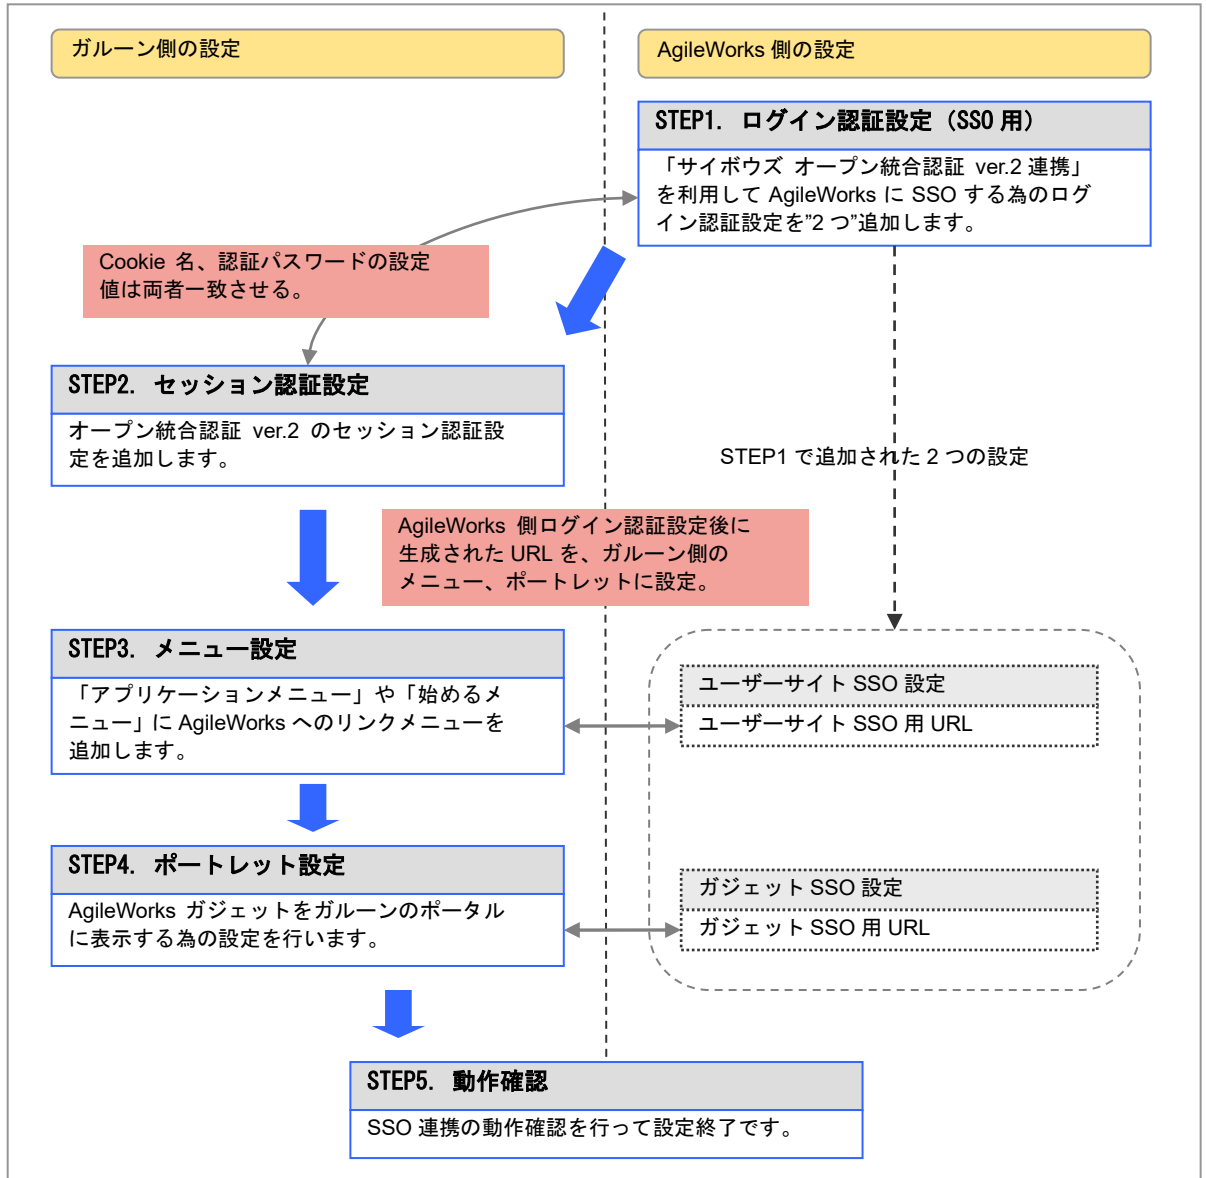 ガルーン側の設定
AgileWorks 側の設定
STEP1. ログイン認証設定（SSO 用）
「サイボウズ オープン統合認証 ver.2 連携」
を利用して AgileWorks に SSO する為のログ
イン認証設定を”2 つ”追加します。
Cookie 名、認証パスワードの設定
値は両者一致させる。
STEP2. セッション認証設定
オープン統合認証 ver.2 のセッション認証設
定を追加します。
STEP1 で追加された 2 つの設定
AgileWorks 側ログイン認証設定後に
生成された URL を、ガルーン側の
メニュー、ポートレットに設定。
STEP3. メニュー設定
「アプリケーションメニュー」や「始めるメ
ニュー」に AgileWorks へのリンクメニューを
追加します。
ユーザーサイト SSO 設定
ユーザーサイト SSO 用 URL
STEP4. ポートレット設定
AgileWorks ガジェットをガルーンのポータル
に表示する為の設定を行います。
ガジェット SSO 設定
ガジェット SSO 用 URL
STEP5. 動作確認
SSO 連携の動作確認を行って設定終了です。